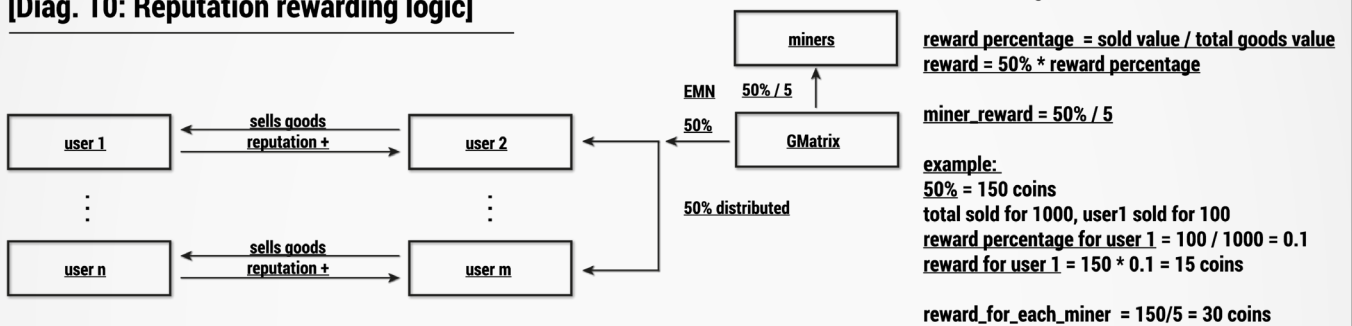 [Diag. 10: Reputation rewarding logic]
miners
EMN 50% / 5
50%
GMatrix
user 1
sells goods
reputation +
user 2
50% distributed
user n
sells goods
reputation +
user m
reward percentage = sold value / total goods value
reward = 50% * reward percentage
miner_reward = 50% / 5
example:
50% = 150 coins
total sold for 1000, user1 sold for 100
reward percentage for user 1 = 100 / 1000 = 0.1
reward for user 1 = 150 * 0.1 = 15 coins
reward_for_each_miner = 150/5 = 30 coins